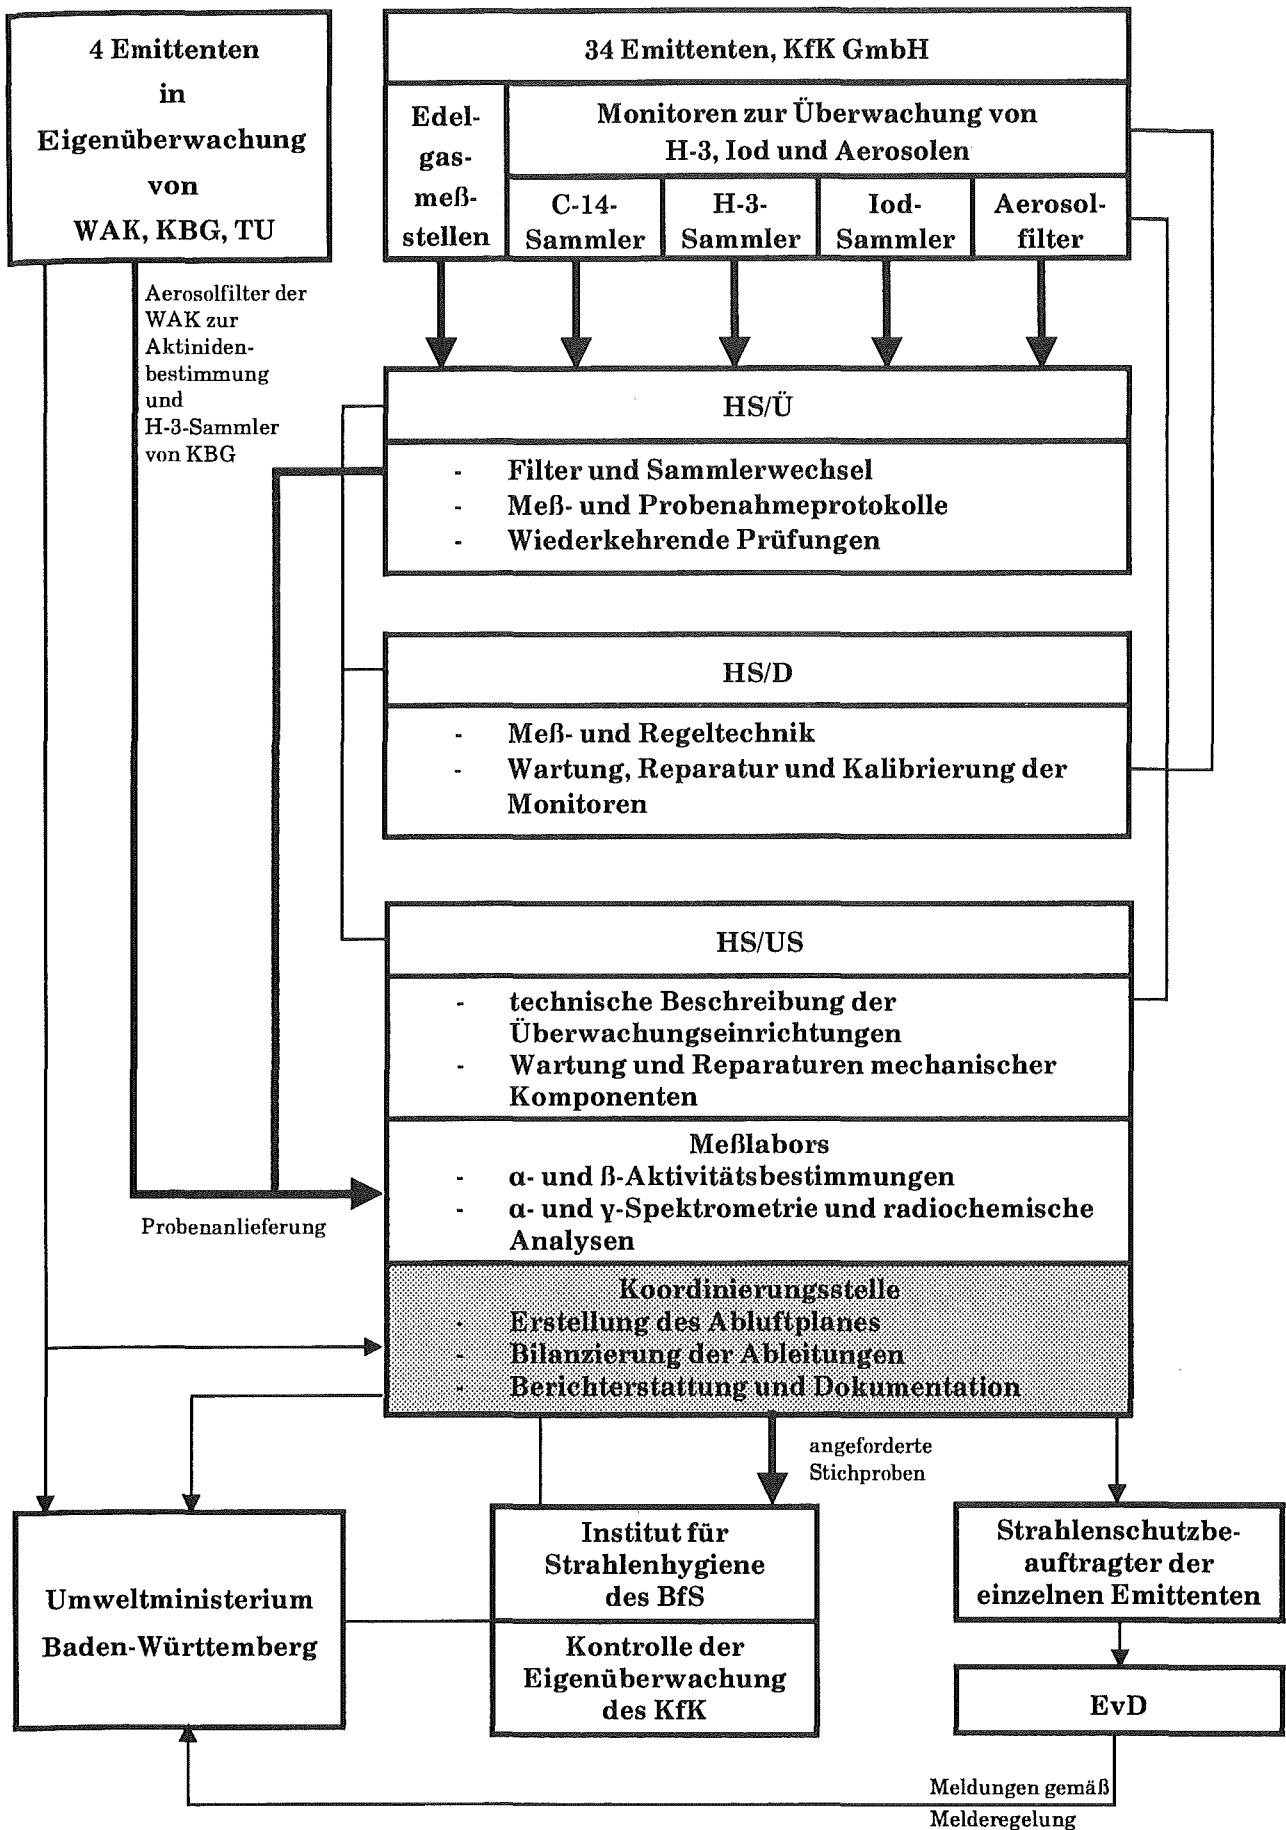 4 Emittenten
in
Eigenüberwachung
von
WAK, KBG, TU
34 Emittenten, KfK GmbH
Edel-
gas-
meß-
stellen
Monitoren zur Überwachung von
H-3, Iod und Aerosolen
C-14-
Sammler
H-3-
Sammler
Iod-
Sammler
Aerosol-
filter
Aerosolfilter der
WAK zur
Aktiniden-
bestimmung
und
H-3-Sammler
von KBG
HS/Ü
- Filter und Sammlerwechsel
- Meß- und Probenahmeprotokolle
- Wiederkehrende Prüfungen
HS/D
- Meß- und Regeltechnik
- Wartung, Reparatur und Kalibrierung der
Monitoren
HS/US
- technische Beschreibung der
Überwachungseinrichtungen
- Wartung und Reparaturen mechanischer
Komponenten
Meßlabors
- α- und ß-Aktivitätsbestimmungen
- α- und γ-Spektrometrie und radiochemische
Analysen
Probenanlieferung
Koordinierungsstelle
- Erstellung des Abluftplanes
- Bilanzierung der Ableitungen
- Berichterstattung und Dokumentation
angeforderte
Stichproben
Umweltministerium
Baden-Württemberg
Institut für
Strahlenhygiene
des BfS
Kontrolle der
Eigenüberwachung
des KfK
Strahlenschutzbe-
auftragter der
einzelnen Emittenten
EvD
Meldungen gemäß
Melderegelung